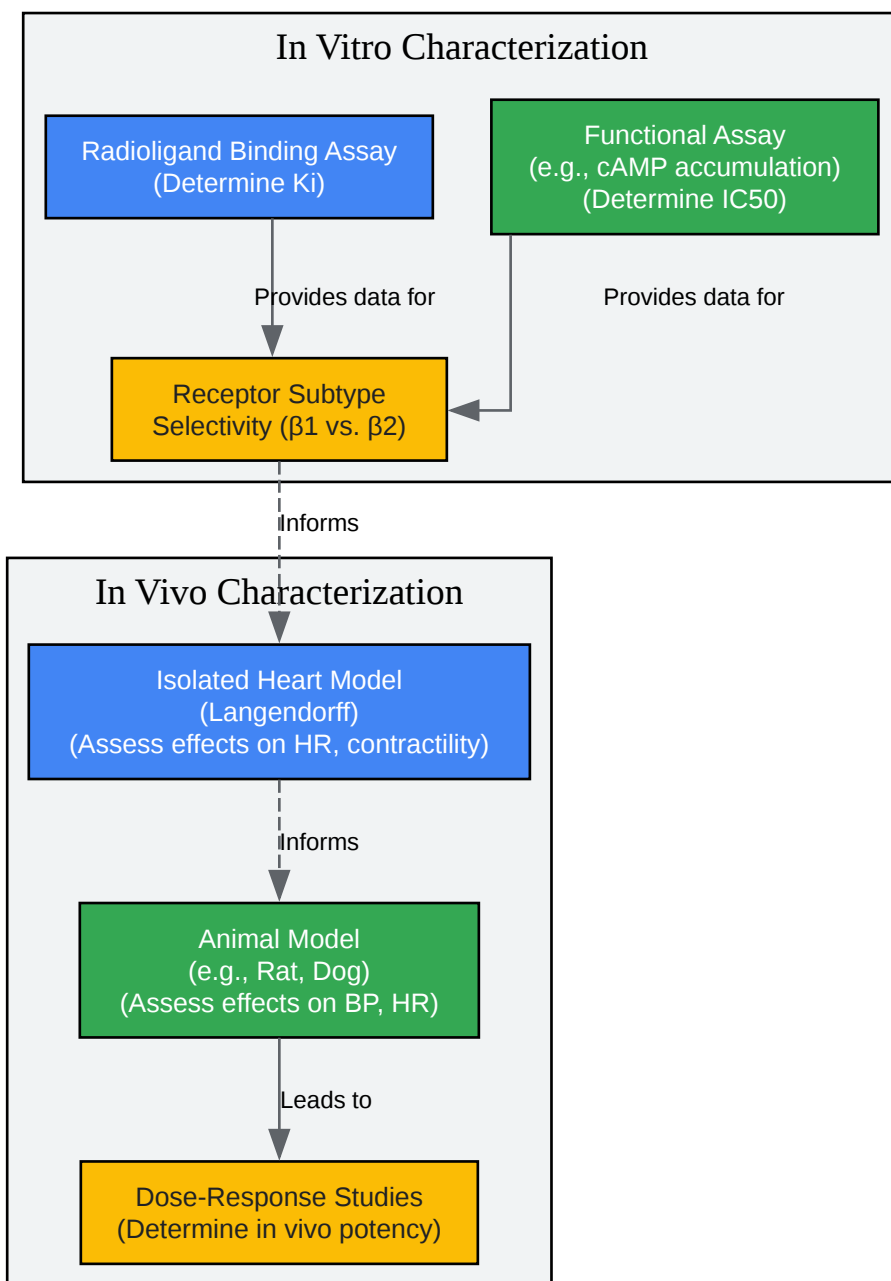 In Vitro Characterization
Radioligand Binding Assay
(Determine Ki)
Functional Assay
(e.g., cAMP accumulation)
(Determine IC50)
Provides data for
Provides data for
Receptor Subtype
Selectivity (β1 vs. β2)
Informs
In Vivo Characterization
Isolated Heart Model
(Langendorff)
(Assess effects on HR, contractility)
Informs
Animal Model
(e.g., Rat, Dog)
(Assess effects on BP, HR)
Leads to
Dose-Response Studies
(Determine in vivo potency)